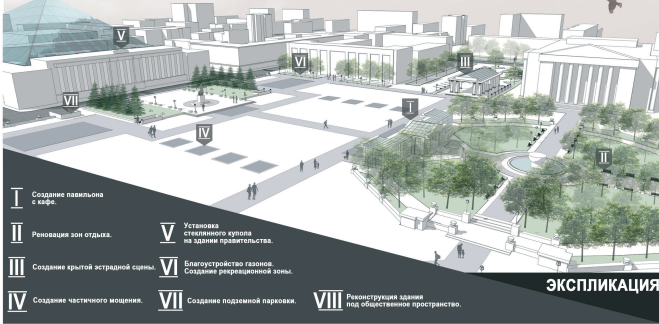 V
VI
III
VII
I
IV
II
I Создание павильона
с кафе.
II Реновация зон отдыха.
III Создание крытой эстрадной сцены.
IV Создание частичного мощения.
V Установка
стеклянного купола
на здании правительства.
VI Благоустройство газонов.
Создание рекреационной зоны.
VII Создание подземной парковки.
VIII Реконструкция здания
под общественное пространство.
ЭКСПЛИКАЦИЯ